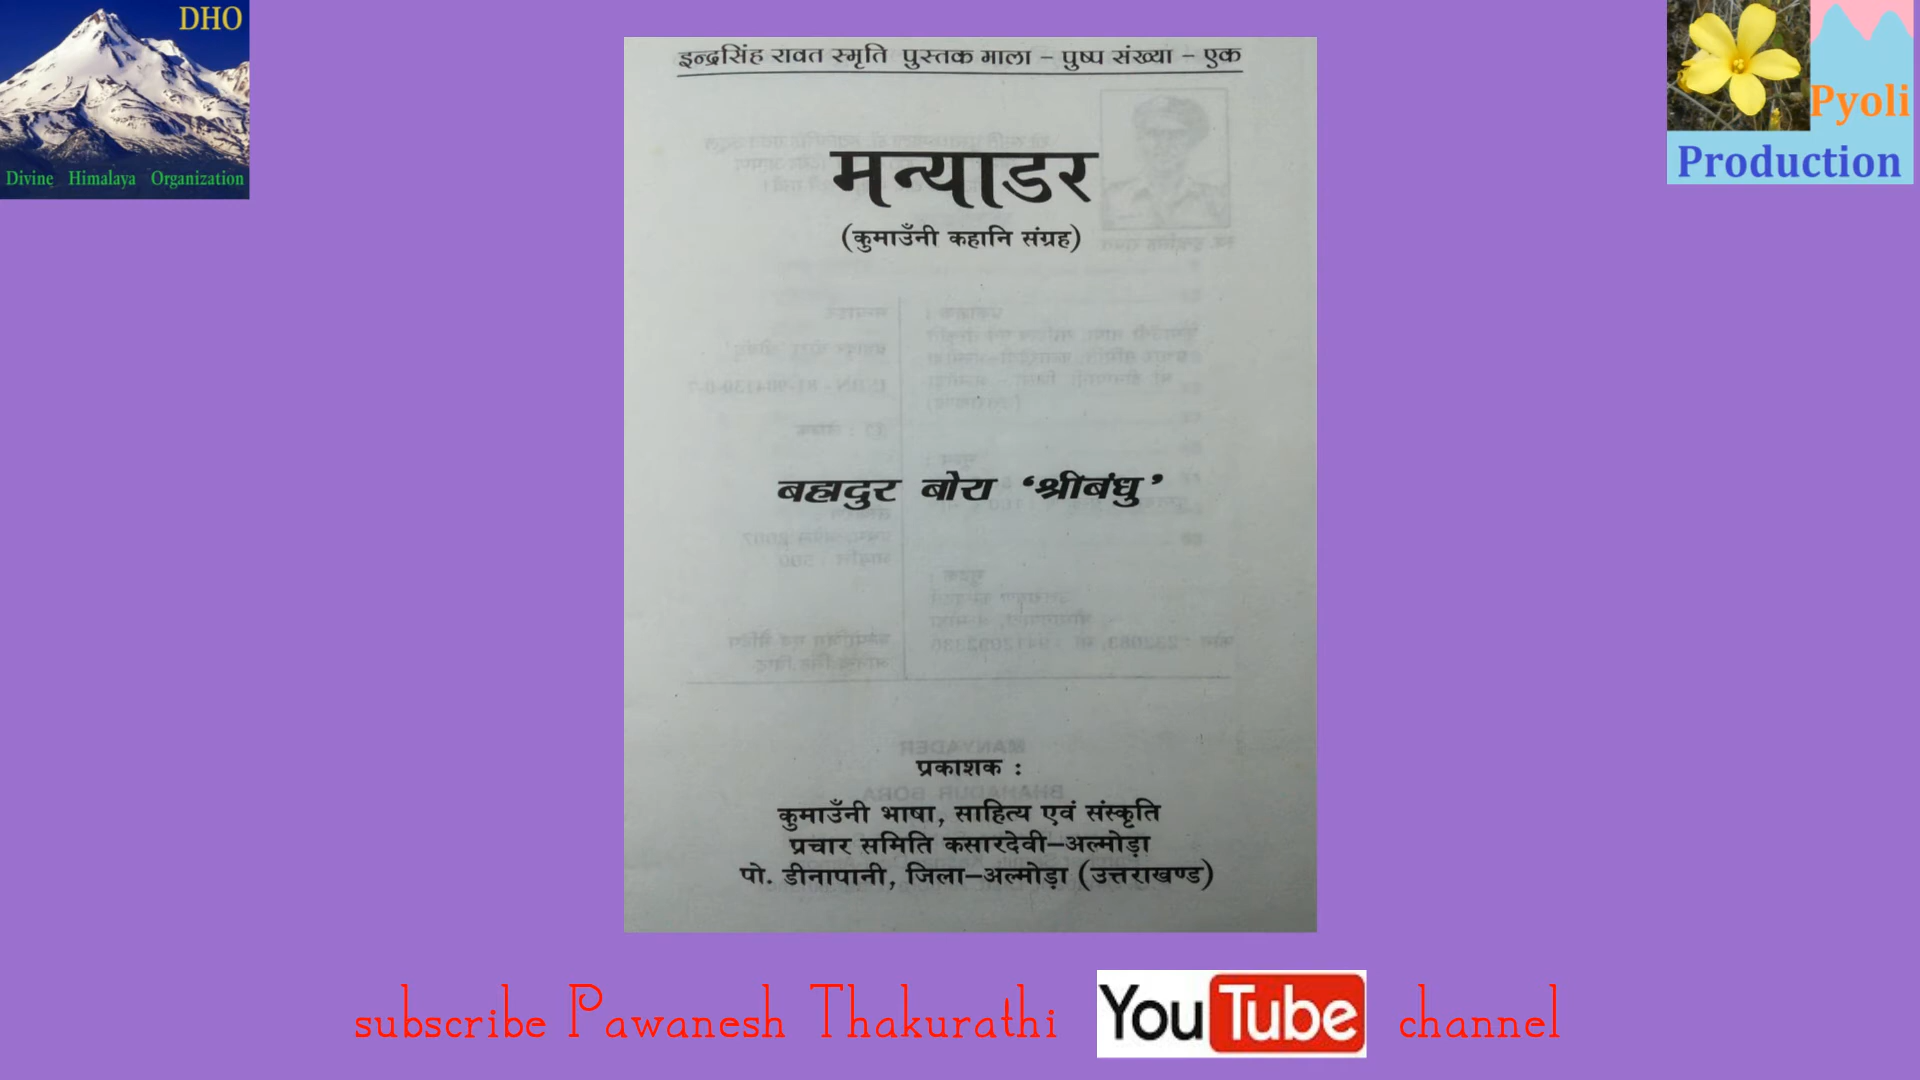 DHO
Divine Himalaya Organization
Pyoli
Production
इन्द्रसिंह रावत स्मृति पुस्तक माला – पुष्प संख्या – एक
मन्याडर
(कुमाउँनी कहानि संग्रह)
बहादुर बोरा ‘श्रीबंधु’
प्रकाशक :
कुमाउँनी भाषा, साहित्य एवं संस्कृति
प्रचार समिति कसारदेवी–अल्मोड़ा
पो. डीनापानी, जिला–अल्मोड़ा (उत्तराखण्ड)
subscribe Pawanesh Thakurathi YouTube channel